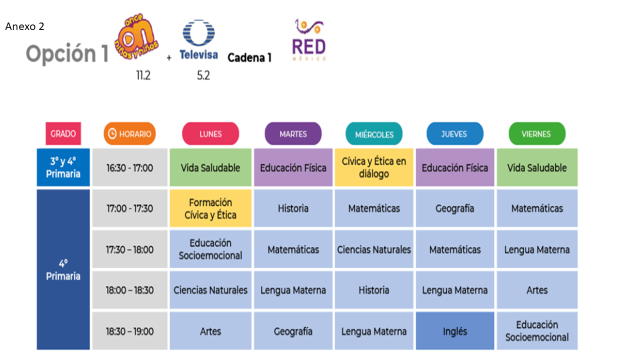 Anexo 2
Opción 1
once
niñas y niños
+
Televisa
Cadena 1
RED
MÉXICO
11.2
5.2
GRADO HORARIO LUNES MARTES MIÉRCOLES JUEVES VIERNES
3° y 4° Primaria 16:30 - 17:00 Vida Saludable Educación Física Cívica y Ética en diálogo Educación Física Vida Saludable
4° Primaria
17:00 - 17:30 Formación Cívica y Ética Historia Matemáticas Geografía Matemáticas
17:30 – 18:00 Educación Socioemocional Matemáticas Ciencias Naturales Matemáticas Lengua Materna
18:00 – 18:30 Ciencias Naturales Lengua Materna Historia Lengua Materna Artes
18:30 – 19:00 Artes Geografía Lengua Materna Inglés Educación Socioemocional